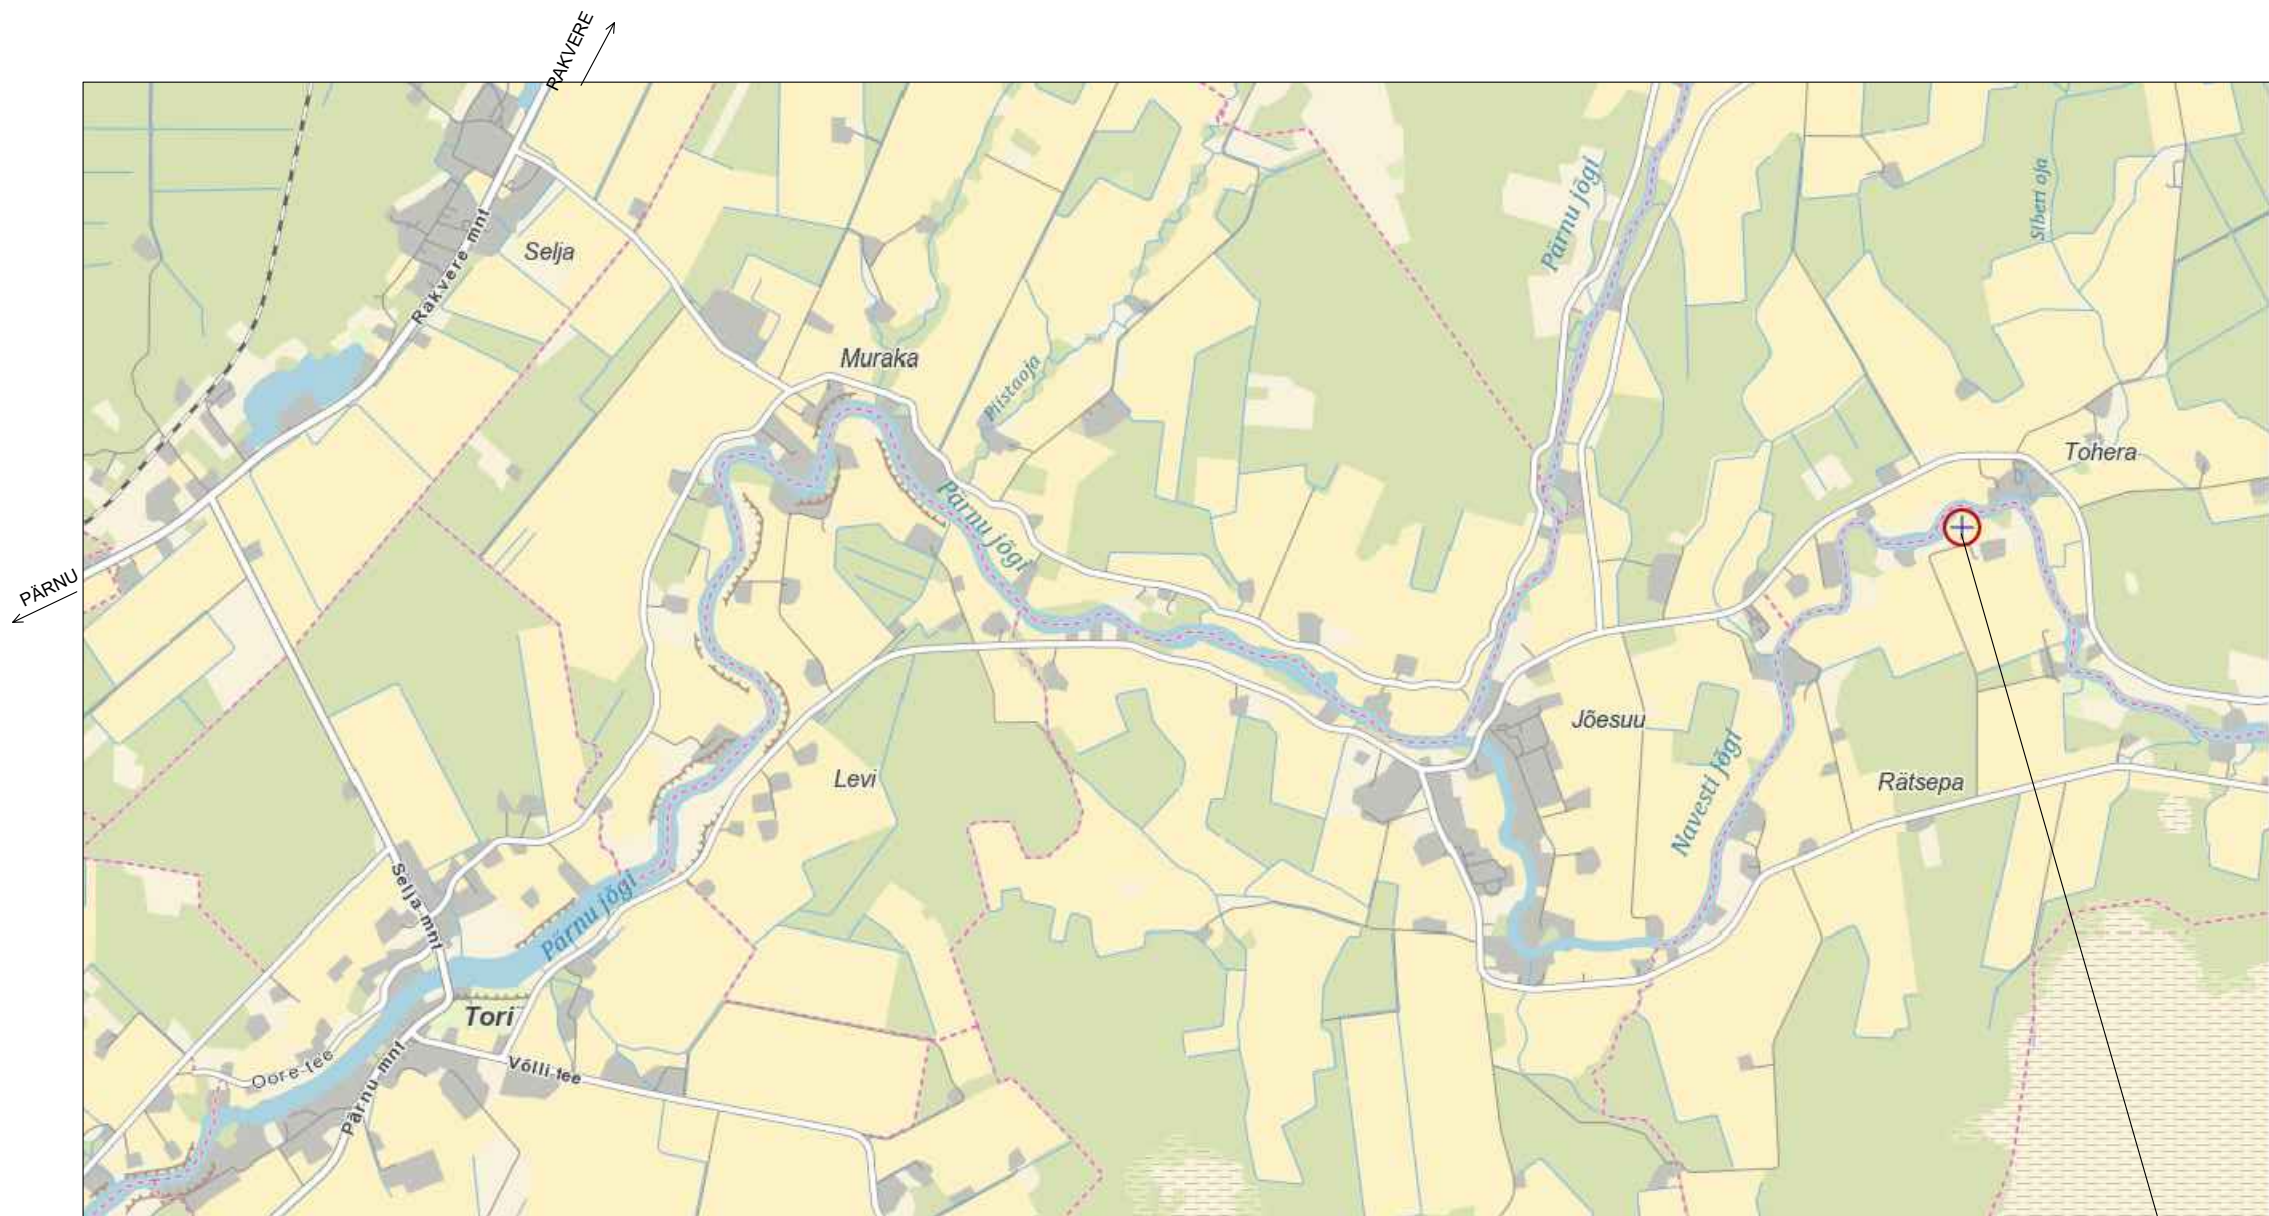 RAKVERE
Pärnu jõgi
Siberi oja
Rakvere mnt
Selja
Muraka
Piistaoja
Tohera
Pärnu jõgi
PÄRNU
Jõesuu
Navesti jõgi
Levi
Rätsepa
Selja mnt
Pärnu jõgi
Tori
Oore tee
Pärnu mnt
Võlli tee